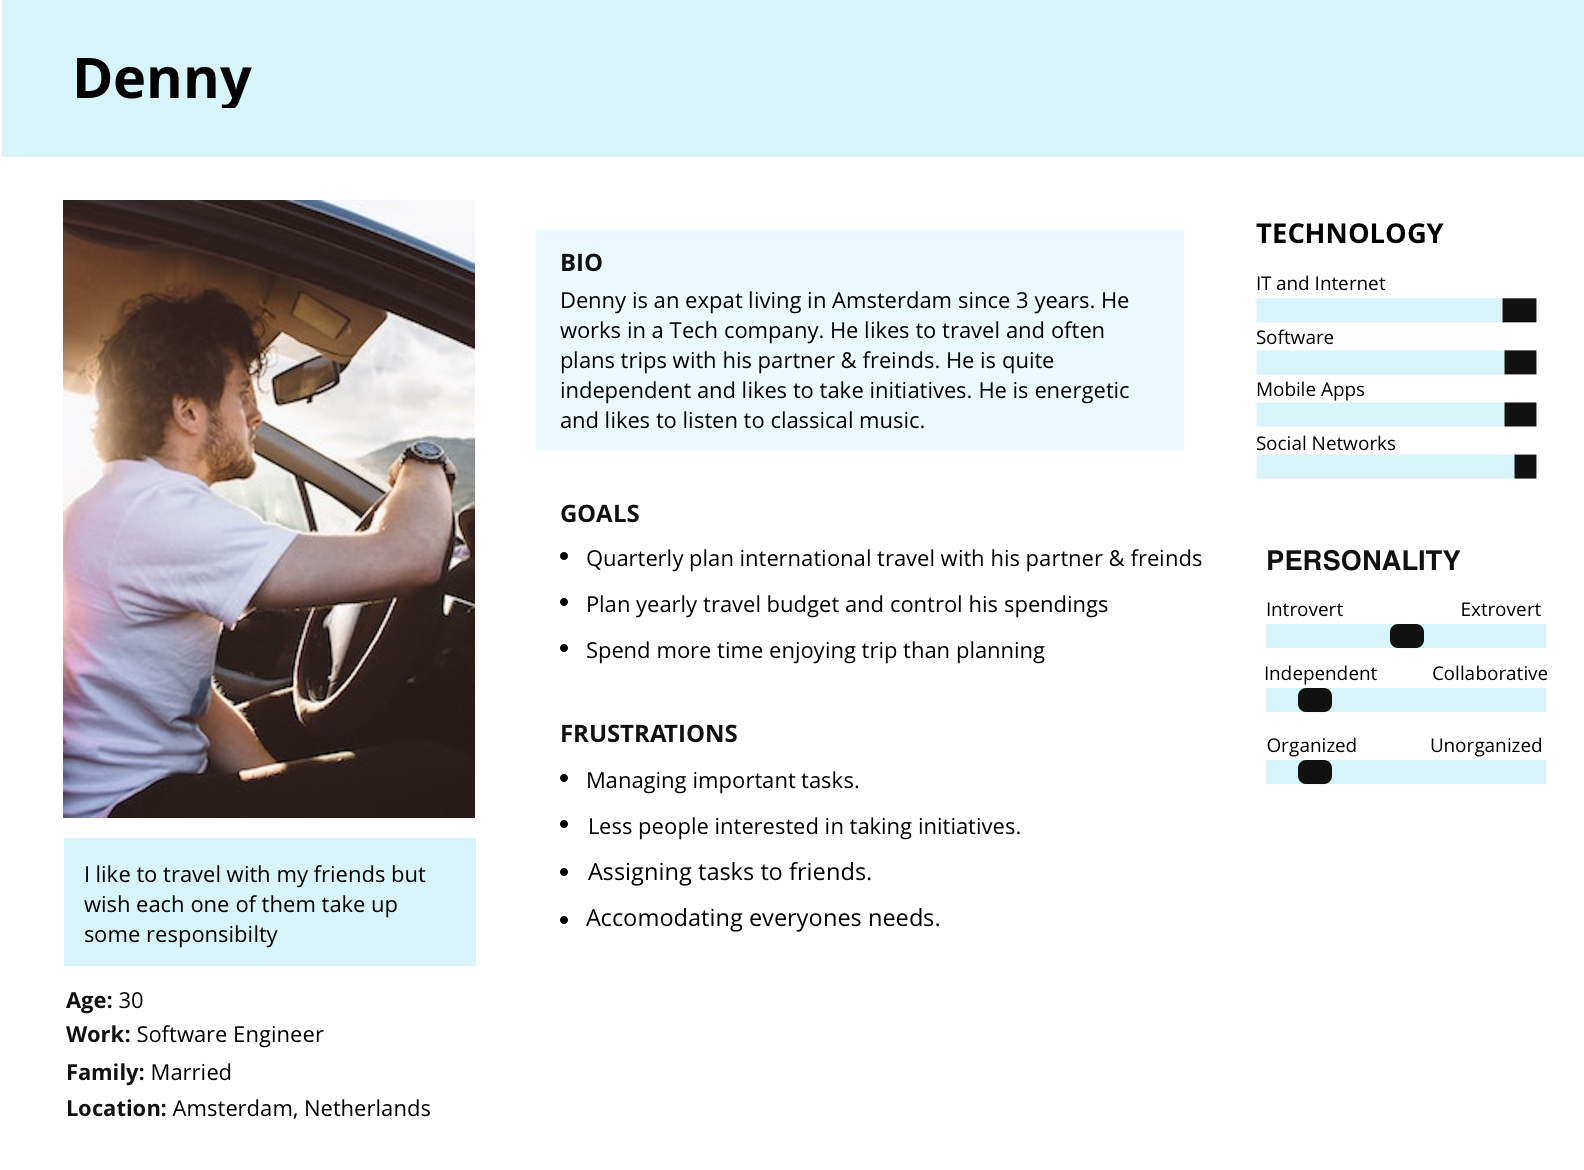 Denny
I like to travel with my friends but
wish each one of them take up
some responsibilty
Age: 30
Work: Software Engineer
Family: Married
Location: Amsterdam, Netherlands
BIO
Denny is an expat living in Amsterdam since 3 years. He
works in a Tech company. He likes to travel and often
plans trips with his partner & freinds. He is quite
independent and likes to take initiatives. He is energetic
and likes to listen to classical music.
GOALS
• Quarterly plan international travel with his partner & freinds
• Plan yearly travel budget and control his spendings
• Spend more time enjoying trip than planning
FRUSTRATIONS
• Managing important tasks.
• Less people interested in taking initiatives.
• Assigning tasks to friends.
• Accomodating everyones needs.
TECHNOLOGY
IT and Internet
Software
Mobile Apps
Social Networks
PERSONALITY
Introvert Extrovert
Independent Collaborative
Organized Unorganized